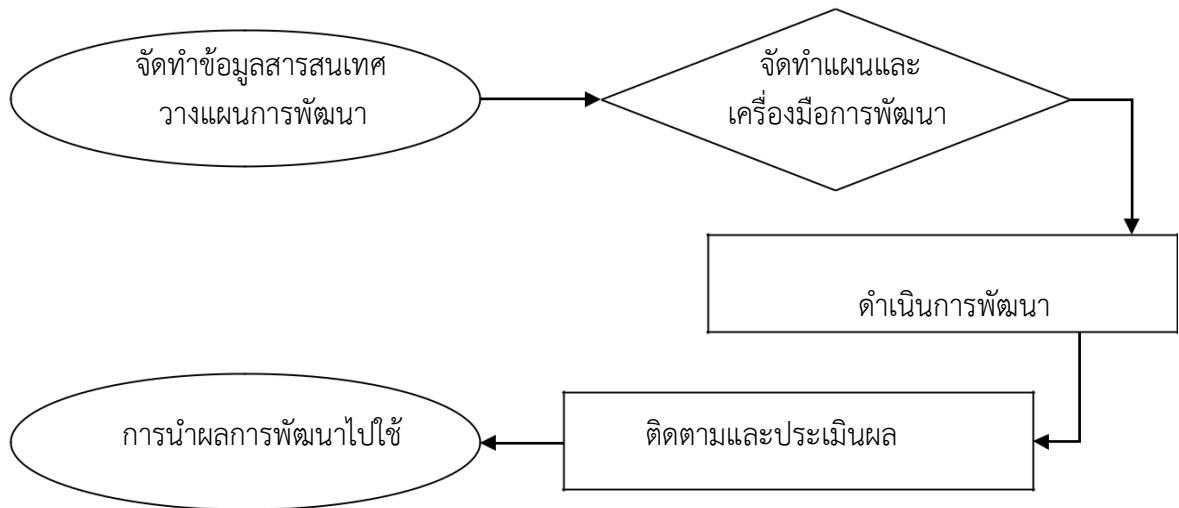 จัดทำข้อมูลสารสนเทศ
วางแผนการพัฒนา
จัดทำแผนและ
เครื่องมือการพัฒนา
ดำเนินการพัฒนา
การนำผลการพัฒนาไปใช้
ติดตามและประเมินผล